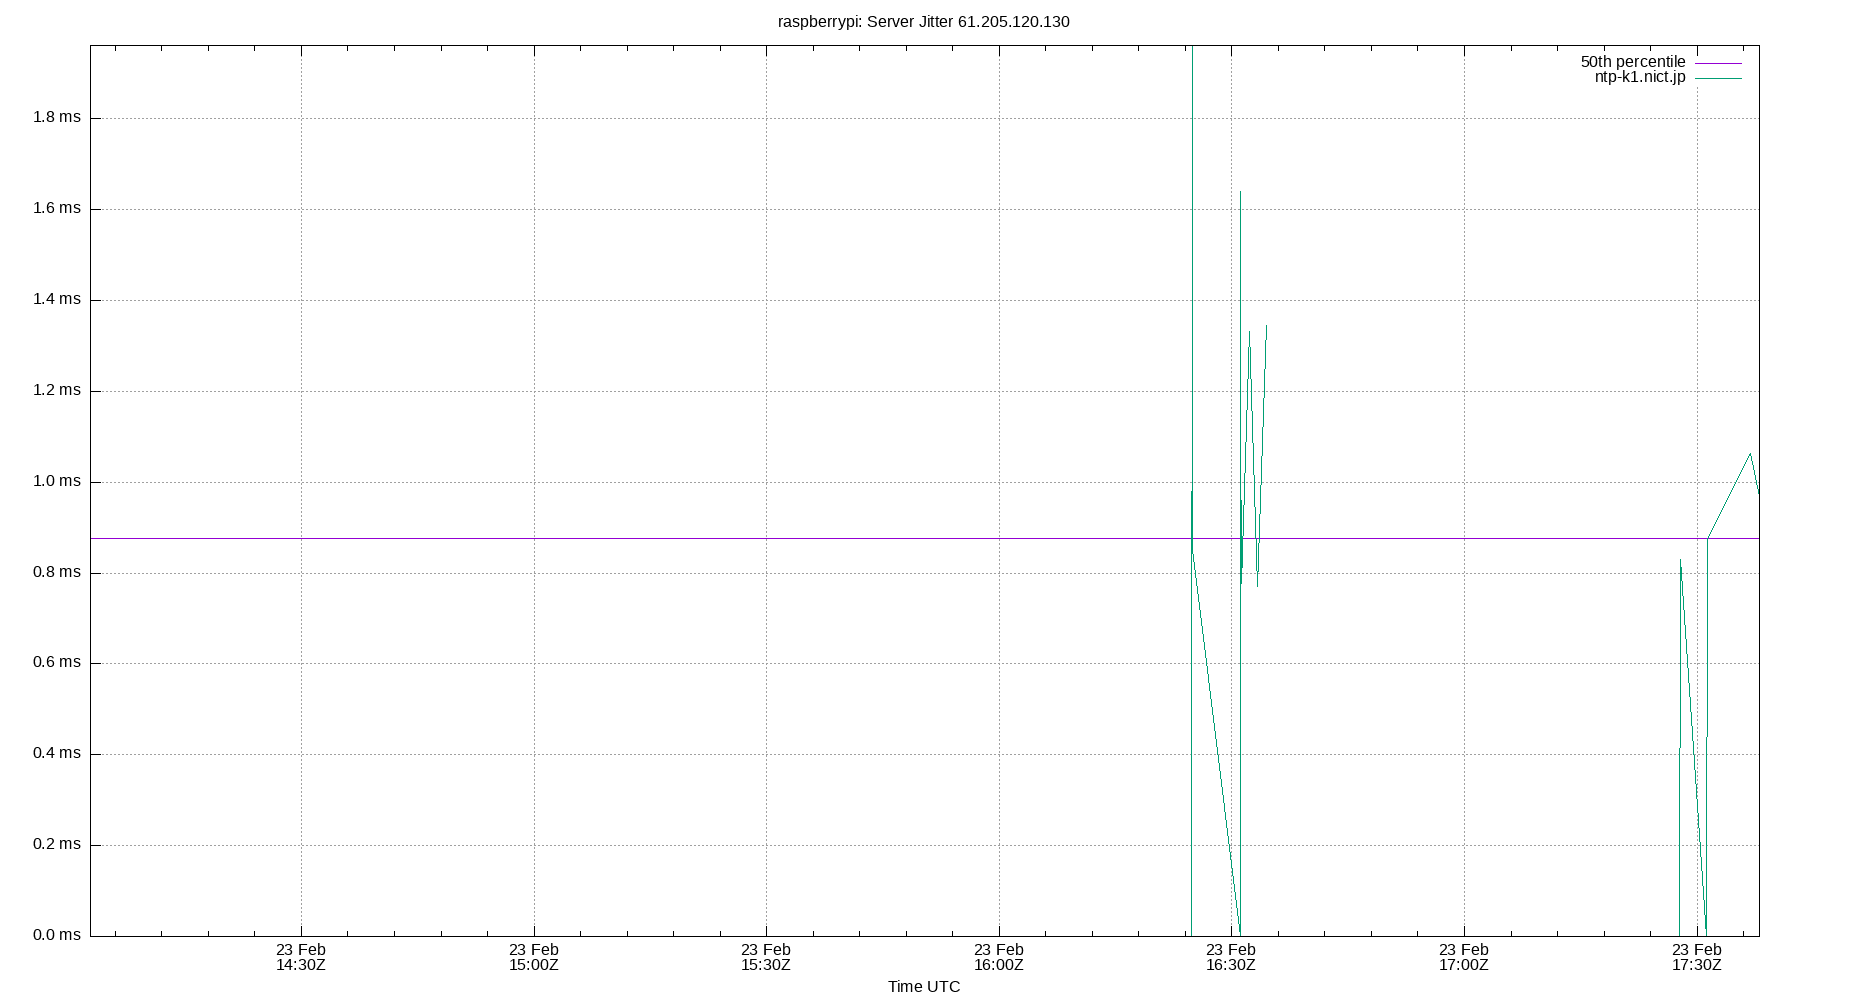 raspberrypi: Server Jitter 61.205.120.130
50th percentile
ntp-k1.nict.jp
1.8 ms
1.6 ms
1.4 ms
1.2 ms
1.0 ms
0.8 ms
0.6 ms
0.4 ms
0.2 ms
0.0 ms
23 Feb 23 Feb 23 Feb 23 Feb 23 Feb 23 Feb 23 Feb
14:30Z 15:00Z 15:30Z 16:00Z 16:30Z 17:00Z 17:30Z
Time UTC